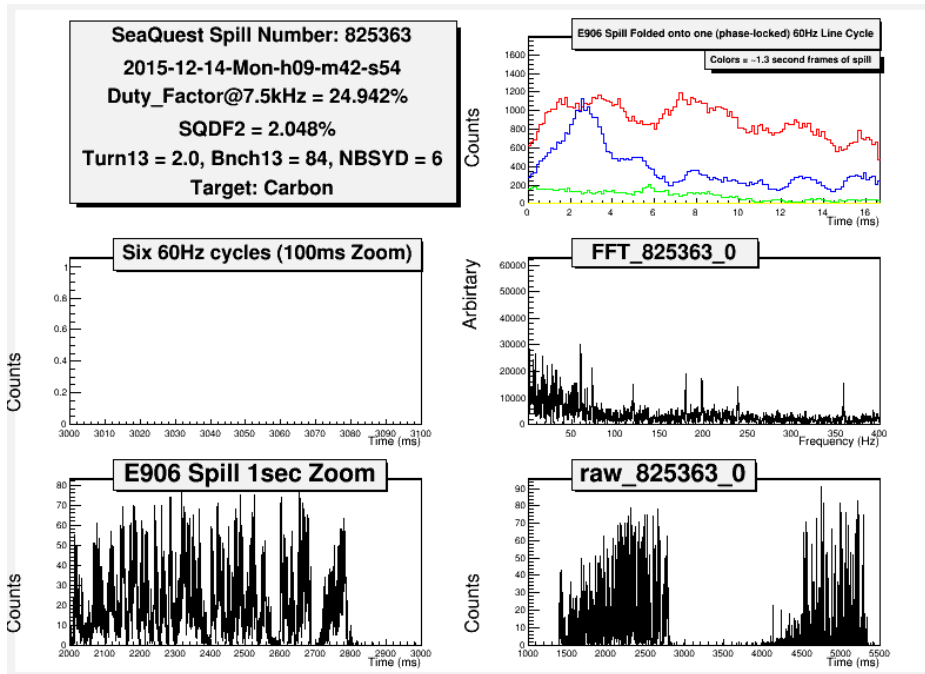 SeaQuest Spill Number: 825363
2015-12-14-Mon-h09-m42-s54
Duty_Factor@7.5kHz = 24.942%
SQDF2 = 2.048%
Turn13 = 2.0, Bnch13 = 84, NBSYD = 6
Target: Carbon
E906 Spill Folded onto one (phase-locked) 60Hz Line Cycle
Colors = ~1.3 second frames of spill
Counts
1600
1400
1200
1000
800
600
400
200
0
0 2 4 6 8 10 12 14 16
Time (ms)
Six 60Hz cycles (100ms Zoom)
Counts
1
0.8
0.6
0.4
0.2
0
3000 3010 3020 3030 3040 3050 3060 3070 3080 3090 3100
Time (ms)
FFT_825363_0
Arbirtary
60000
50000
40000
30000
20000
10000
0
50 100 150 200 250 300 350 400
Frequency (Hz)
E906 Spill 1sec Zoom
Counts
80
70
60
50
40
30
20
10
0
2000 2100 2200 2300 2400 2500 2600 2700 2800 2900 3000
Time (ms)
raw_825363_0
Counts
90
80
70
60
50
40
30
20
10
0
1000 1500 2000 2500 3000 3500 4000 4500 5000 5500
Time (ms)